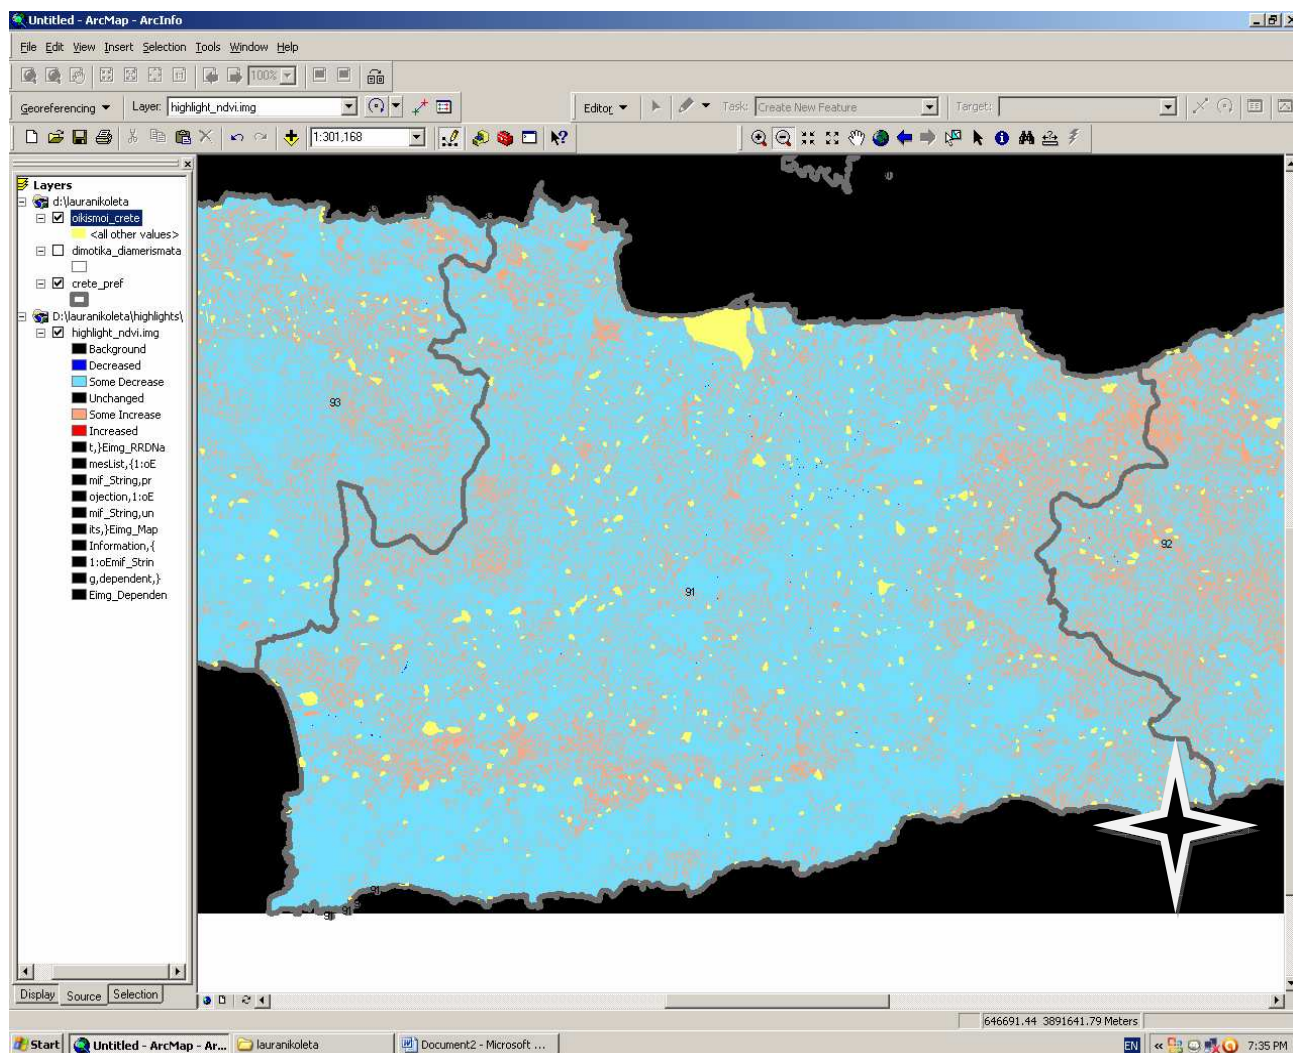 Untitled - ArcMap - ArcInfo
File Edit View Insert Selection Tools Window Help
100%
Georeferencing Layer: highlight_ndvi.img Editor Task: Create New Feature Target:
1:301,168
Layers
d:\lauranikoleta
oikismoi_crete
<all other values>
dimotika_diamerismata
crete_pref
D:\lauranikoleta\highlights\
highlight_ndvi.img
Background
Decreased
Some Decrease
Unchanged
Some Increase
Increased
t,}Eimg_RRDNa
mesList,{1:oE
mif_String,pr
ojection,1:oE
mif_String,un
its,}Eimg_Map
Information,{
1:oEmif_Strin
g,dependent,}
Eimg_Dependen
93
92
91
91
91
Display Source Selection
646691.44 3891641.79 Meters
Start Untitled - ArcMap - Ar... lauranikoleta Document2 - Microsoft ... EN « 7:35 PM